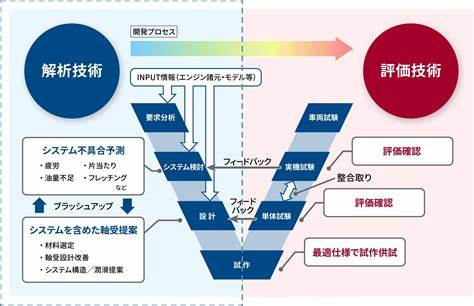 開発プロセス
解析技術
評価技術
INPUT情報(エンジン諸元・モデル等)
要求分析
車両試験
システム不具合予測
・疲労
・片当たり
・油量不足
・フレッチング
など
システム検討
フィードバック
実機試験
評価確認
整合取り
ブラッシュアップ
システムを含めた軸受提案
・材料選定
・軸受設計改善
・システム構造/潤滑提案
設計
フィード
バック
単体試験
評価確認
試作
最適仕様で試作供試